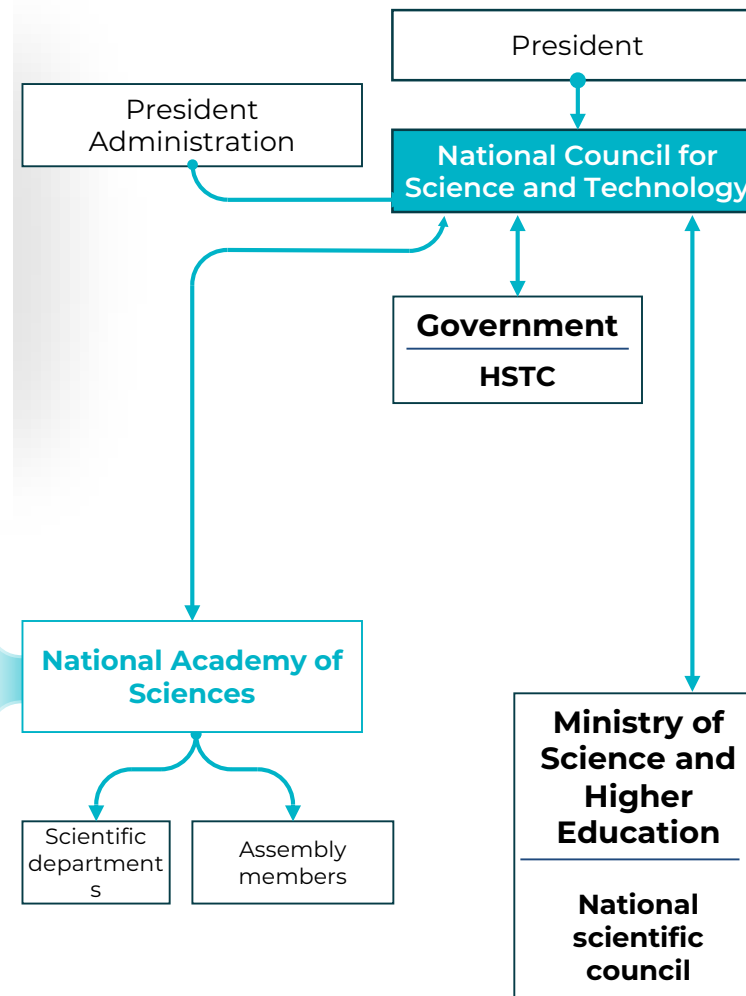 President
President
Administration
National Council for
Science and Technology
Government
HSTC
National Academy of
Sciences
Scientific
department
s
Assembly
members
Ministry of
Science and
Higher
Education
National
scientific
council